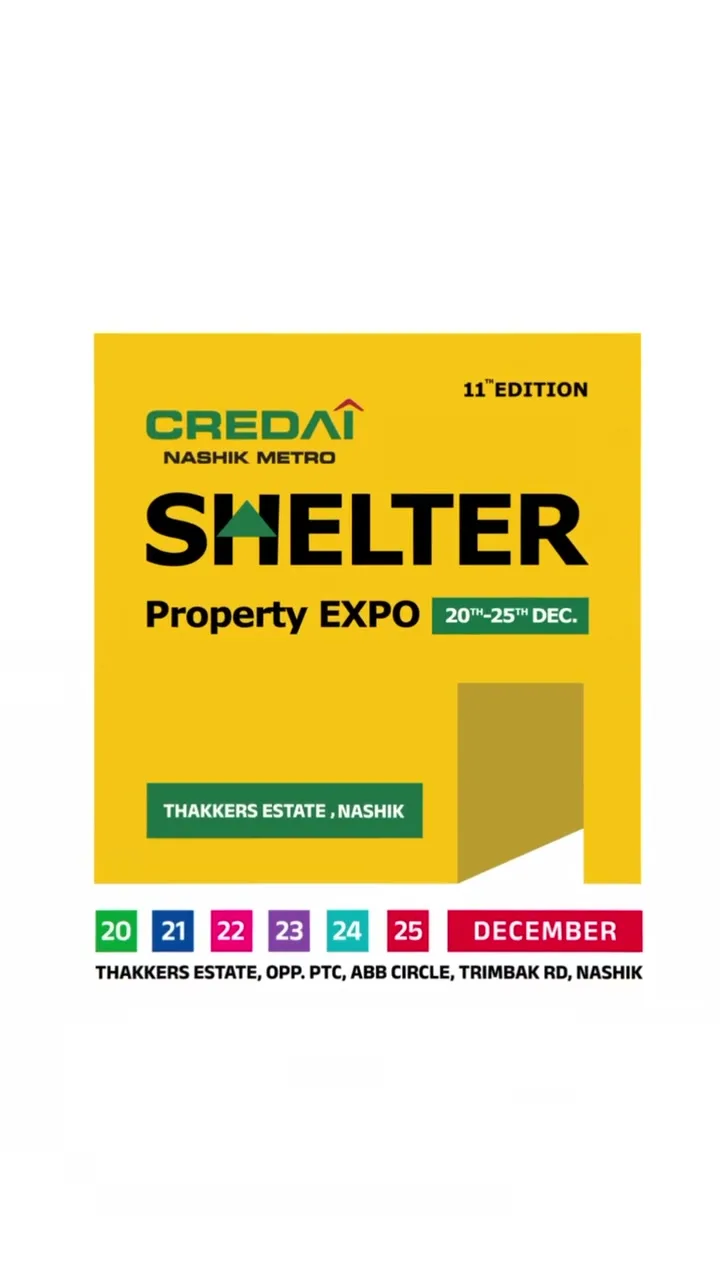 11TH EDITION
CREDAI
NASHIK METRO
SHELTER
Property EXPO 20TH-25TH DEC.
THAKKERS ESTATE , NASHIK
20 21 22 23 24 25 DECEMBER
THAKKERS ESTATE, OPP. PTC, ABB CIRCLE, TRIMBAK RD, NASHIK